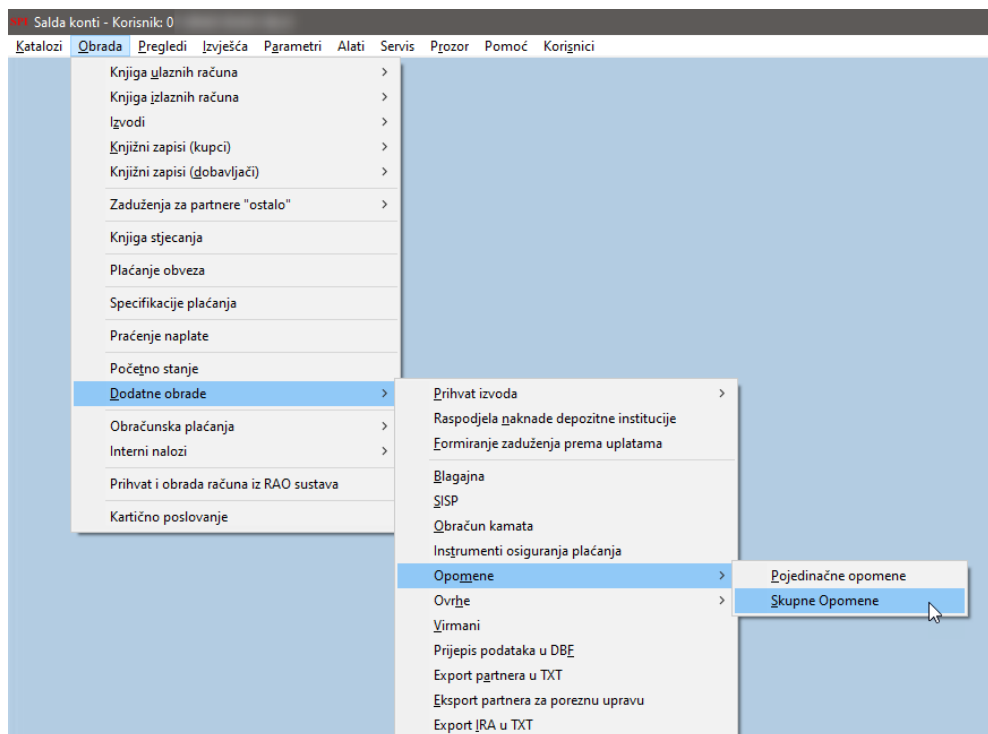 Salda konti - Korisnik: 0
Katalozi Obrada Pregledi Izvješća Parametri Alati Servis Prozor Pomoć Korisnici
Knjiga ulaznih računa
Knjiga izlaznih računa
Izvodi
Knjižni zapisi (kupci)
Knjižni zapisi (dobavljači)
Zaduženja za partnere "ostalo"
Knjiga stjecanja
Plaćanje obveza
Specifikacije plaćanja
Praćenje naplate
Početno stanje
Dodatne obrade
Obračunska plaćanja
Interni nalozi
Prihvat i obrada računa iz RAO sustava
Kartično poslovanje
Prihvat izvoda
Raspodjela naknade depozitne institucije
Formiranje zaduženja prema uplatama
Blagajna
SISP
Obračun kamata
Instrumenti osiguranja plaćanja
Opomene
Ovrhe
Virmani
Prijepis podataka u DBF
Export partnera u TXT
Eksport partnera za poreznu upravu
Export IRA u TXT
Pojedinačne opomene
Skupne Opomene